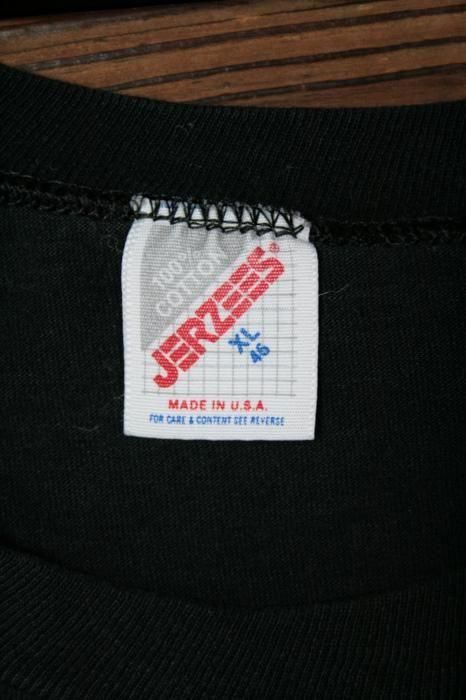 100%
COTTON
JERZEES®
XL
46
MADE IN U.S.A.
FOR CARE & CONTENT SEE REVERSE